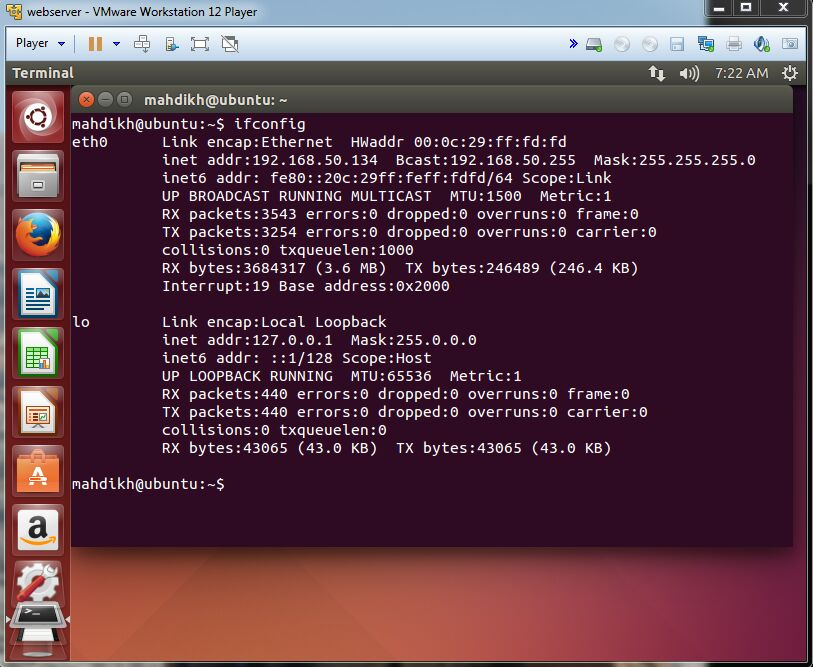 webserver - VMware Workstation 12 Player
Player
Terminal 7:22 AM
mahdikh@ubuntu: ~
mahdikh@ubuntu:~$ ifconfig
eth0 Link encap:Ethernet HWaddr 00:0c:29:ff:fd:fd
inet addr:192.168.50.134 Bcast:192.168.50.255 Mask:255.255.255.0
inet6 addr: fe80::20c:29ff:feff:fdfd/64 Scope:Link
UP BROADCAST RUNNING MULTICAST MTU:1500 Metric:1
RX packets:3543 errors:0 dropped:0 overruns:0 frame:0
TX packets:3254 errors:0 dropped:0 overruns:0 carrier:0
collisions:0 txqueuelen:1000
RX bytes:3684317 (3.6 MB) TX bytes:246489 (246.4 KB)
Interrupt:19 Base address:0x2000
lo Link encap:Local Loopback
inet addr:127.0.0.1 Mask:255.0.0.0
inet6 addr: ::1/128 Scope:Host
UP LOOPBACK RUNNING MTU:65536 Metric:1
RX packets:440 errors:0 dropped:0 overruns:0 frame:0
TX packets:440 errors:0 dropped:0 overruns:0 carrier:0
collisions:0 txqueuelen:0
RX bytes:43065 (43.0 KB) TX bytes:43065 (43.0 KB)
mahdikh@ubuntu:~$